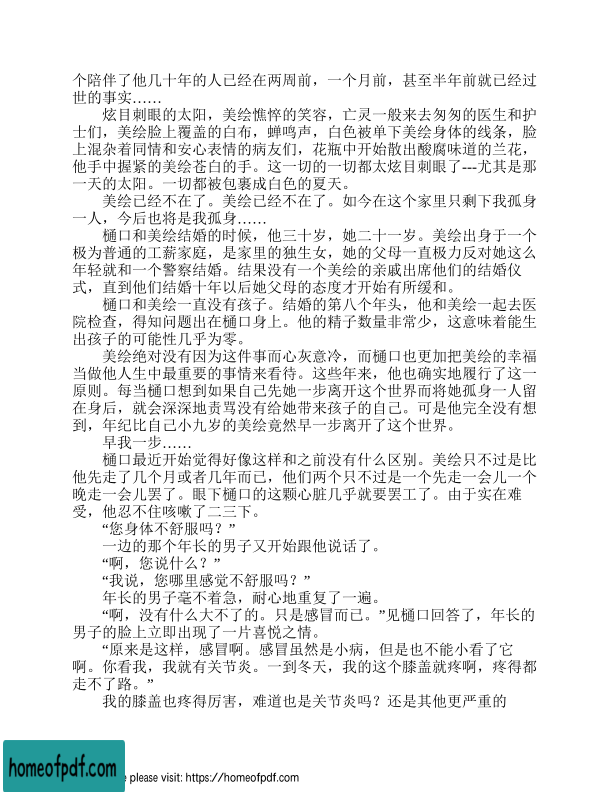 个陪伴了他几十年的人已经在两周前，一个月前，甚至半年前就已经过
世的事实……
炫目刺眼的太阳，美绘憔悴的笑容，亡灵一般来去匆匆的医生和护
士们，美绘脸上覆盖的白布，蝉鸣声，白色被单下美绘身体的线条，脸
上混杂着同情和安心表情的病友们，花瓶中开始散出酸腐味道的兰花，
他手中握紧的美绘苍白的手。这一切的一切都太炫目刺眼了---尤其是那
一天的太阳。一切都被包裹成白色的夏天。
美绘已经不在了。美绘已经不在了。如今在这个家里只剩下我孤身
一人，今后也将是我孤身……
樋口和美绘结婚的时候，他三十岁，她二十一岁。美绘出身于一个
极为普通的工薪家庭，是家里的独生女，她的父母一直极力反对她这么
年轻就和一个警察结婚。结果没有一个美绘的亲戚出席他们的结婚仪
式，直到他们结婚十年以后她父母的态度才开始有所缓和。
樋口和美绘一直没有孩子。结婚的第八个年头，他和美绘一起去医
院检查，得知问题出在樋口身上。他的精子数量非常少，这意味着能生
出孩子的可能性几乎为零。
美绘绝对没有因为这件事而心灰意冷，而樋口也更加把美绘的幸福
当做他人生中最重要的事情来看待。这些年来，他也确实地履行了这一
原则。每当樋口想到如果自己先她一步离开这个世界而将她孤身一人留
在身后，就会深深地责骂没有给她带来孩子的自己。可是他完全没有想
到，年纪比自己小九岁的美绘竟然早一步离开了这个世界。
早我一步……
樋口最近开始觉得好像这样和之前没有什么区别。美绘只不过是比
他先走了几个月或者几年而已，他们两个只不过是一个先走一会儿一个
晚走一会儿罢了。眼下樋口的这颗心脏几乎就要罢工了。由于实在难
受，他忍不住咳嗽了二三下。
“您身体不舒服吗？”
一边的那个年长的男子又开始跟他说话了。
“啊，您说什么？”
“我说，您哪里感觉不舒服吗？”
年长的男子毫不着急，耐心地重复了一遍。
“啊，没有什么大不了的。只是感冒而已。”见樋口回答了，年长的
男子的脸上立即出现了一片喜悦之情。
“原来是这样，感冒啊。感冒虽然是小病，但是也不能小看了它
啊。你看我，我就有关节炎。一到冬天，我的这个膝盖就疼啊，疼得都
走不了路。”
我的膝盖也疼得厉害，难道也是关节炎吗？还是其他更严重的
homeofpdf.com
e please visit: https://homeofpdf.com